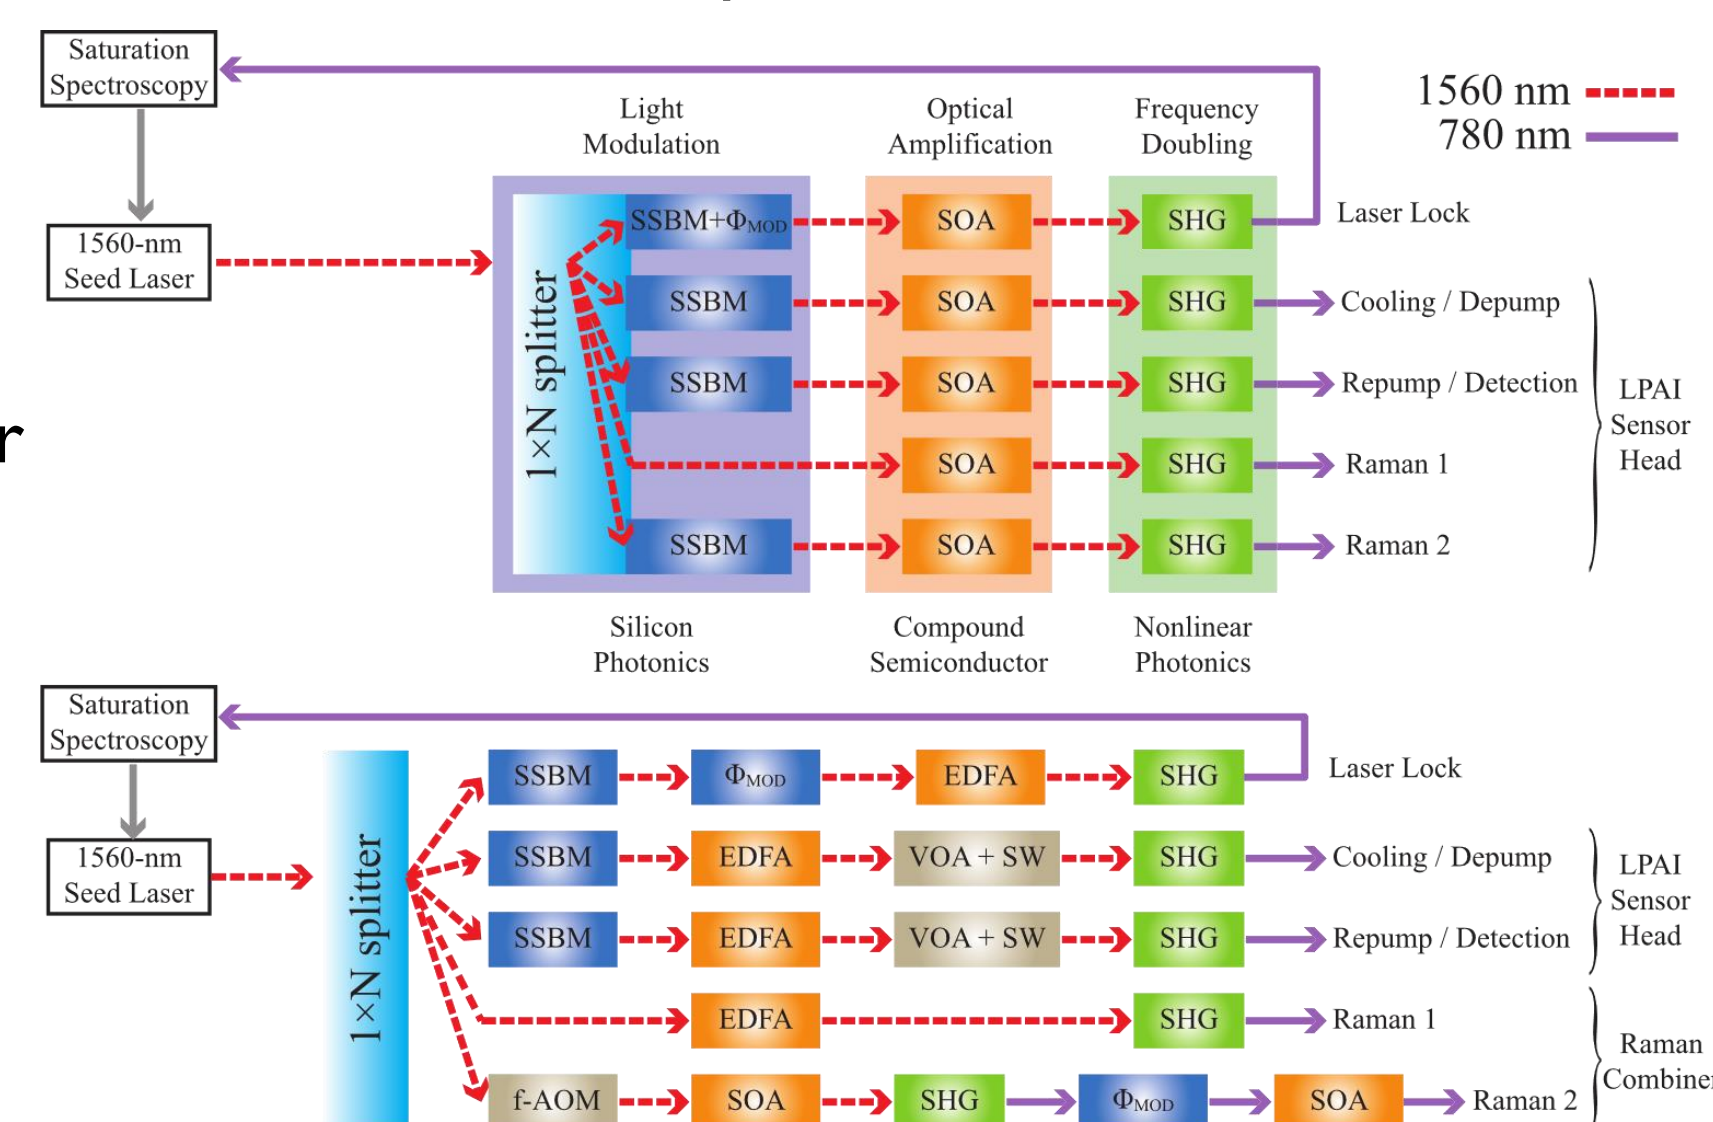 Saturation
Spectroscopy
1560 nm
780 nm
Light
Modulation
Optical
Amplification
Frequency
Doubling
1560-nm
Seed Laser
1×N splitter
SSBM+ΦMOD
SOA
SHG
Laser Lock
SSBM
SOA
SHG
Cooling / Depump
SSBM
SOA
SHG
Repump / Detection
SOA
SHG
Raman 1
SSBM
SOA
SHG
Raman 2
LPAI
Sensor
Head
r
Silicon
Photonics
Compound
Semiconductor
Nonlinear
Photonics
Saturation
Spectroscopy
1560-nm
Seed Laser
1×N splitter
SSBM
ΦMOD
EDFA
SHG
Laser Lock
SSBM
EDFA
VOA + SW
SHG
Cooling / Depump
SSBM
EDFA
VOA + SW
SHG
Repump / Detection
LPAI
Sensor
Head
EDFA
SHG
Raman 1
f-AOM
SOA
SHG
ΦMOD
SOA
Raman 2
Raman
Combine